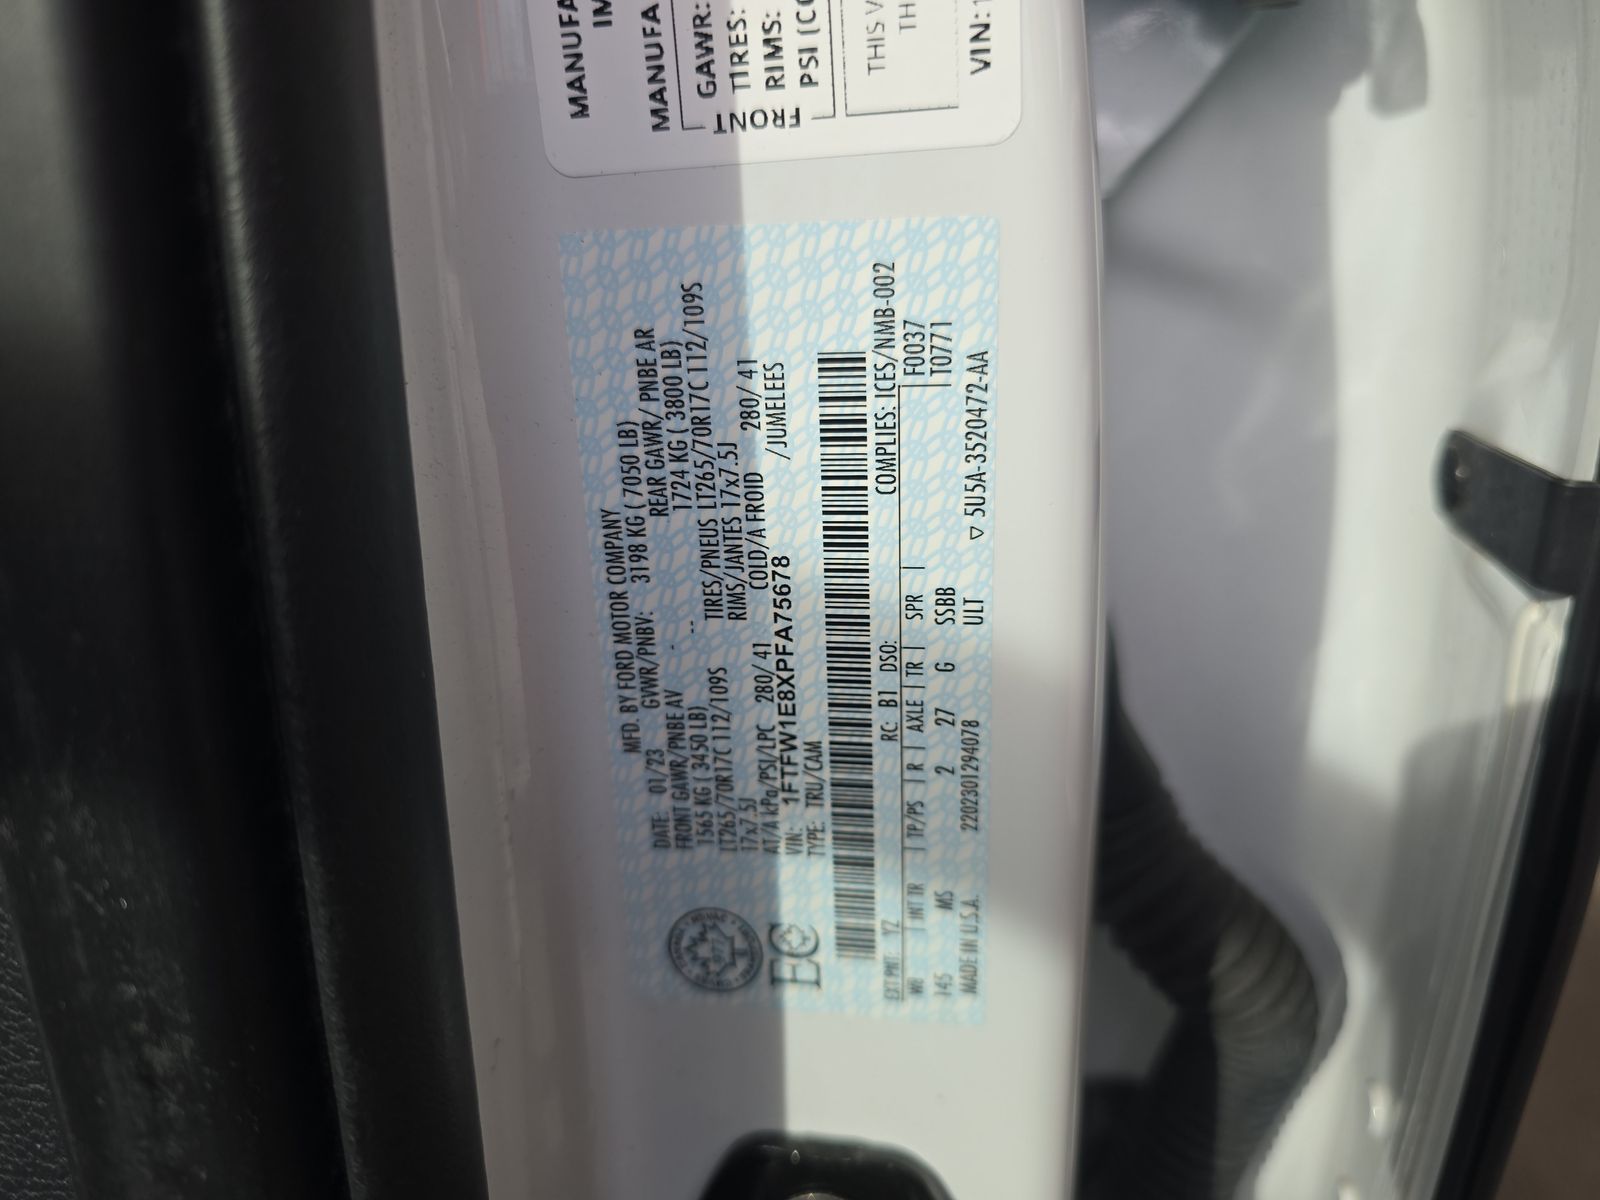 MFD. BY FORD MOTOR COMPANY
DATE: 01/23 GVWR/PNBV: 3198 KG ( 7050 LB)
FRONT GAWR/PNBE AV REAR GAWR/ PNBE AR
1565 KG ( 3450 LB) - -- 1724 KG ( 3800 LB)
LT265/70R17C 112/109S TIRES/PNEUS LT265/70R17C 112/109S
17x7.5J RIMS/JANTES 17x7.5J
AT/A kPa/PSI/LPC 280/ 41 COLD/A FROID 280/ 41
VIN: 1FTFW1E8XPFA75678 /JUMELEES
TYPE: TRU/CAM
EC
EXT PNT: YZ RC: B1 DSO: COMPLIES: ICES/NMB-002
WB INT TR TP/PS R AXLE TR SPR F0037
145 MS 2 27 G SSBB T0771
ULT
MADE IN U.S.A. 2202301294078 ▽ 5U5A-3520472-AA
MANUFA
IM
MANUFA
FRONT
GAWR:
TIRES:
RIMS:
PSI (CO
THIS V
TH
VIN: